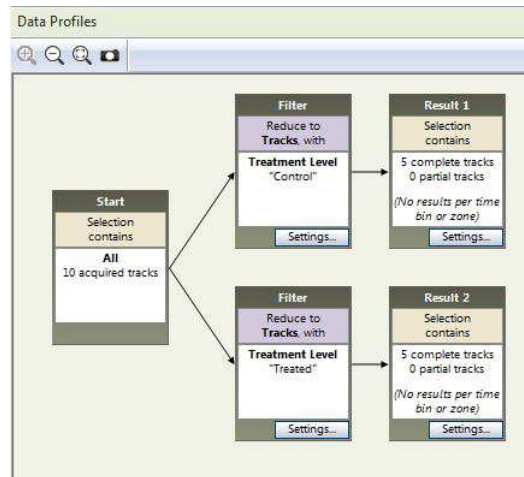 Data Profiles
Start
Selection
contains
All
10 acquired tracks
Filter
Reduce to
Tracks, with
Treatment Level
"Control"
Settings...
Result 1
Selection
contains
5 complete tracks
0 partial tracks
(No results per time
bin or zone)
Settings...
Filter
Reduce to
Tracks, with
Treatment Level
"Treated"
Settings...
Result 2
Selection
contains
5 complete tracks
0 partial tracks
(No results per time
bin or zone)
Settings...